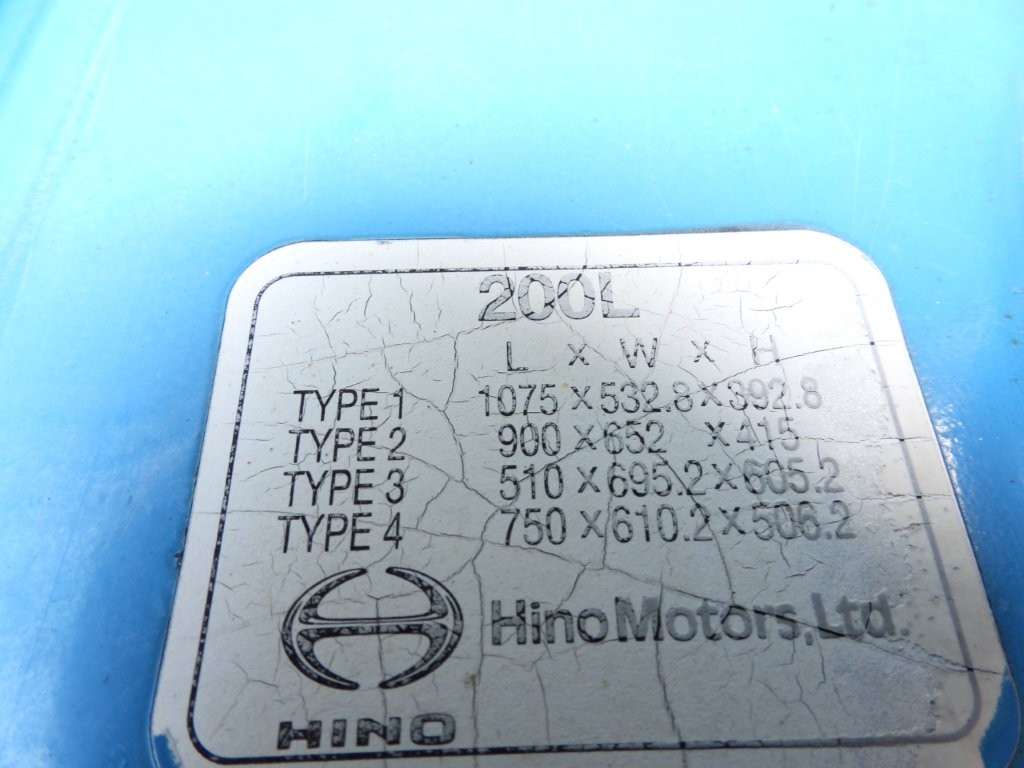 200L
L x W x H
TYPE 1 1075 x 532.8 x 392.8
TYPE 2 900 x 652 x 415
TYPE 3 510 x 695.2 x 605.2
TYPE 4 750 x 610.2 x 506.2
Hino Motors, Ltd.
HINO